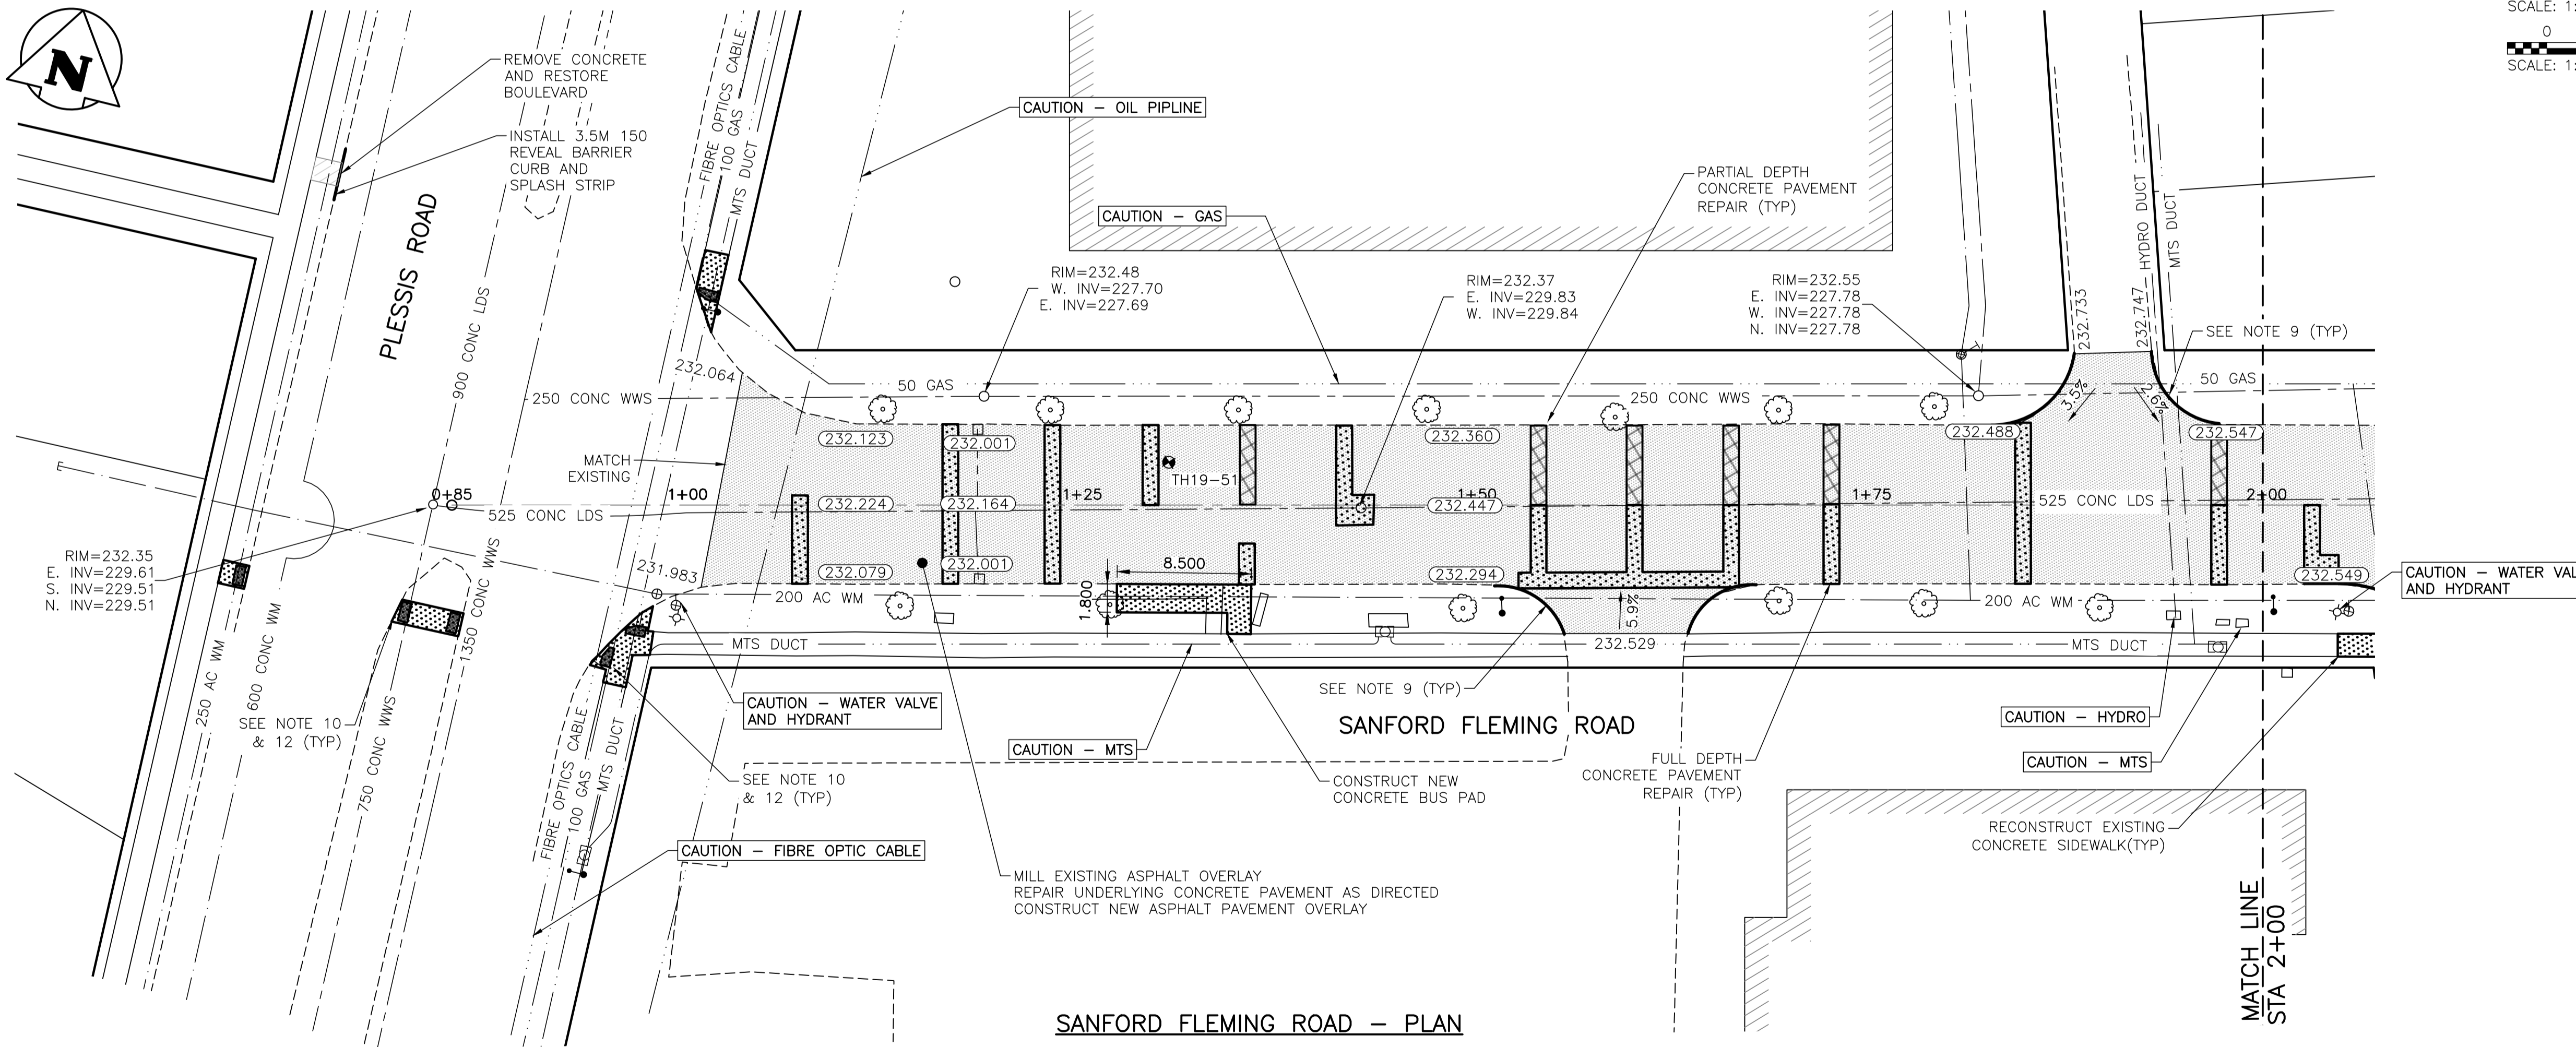 N
REMOVE CONCRETE
AND RESTORE
BOULEVARD
INSTALL 3.5M 150
REVEAL BARRIER
CURB AND
SPLASH STRIP
PLESSIS ROAD
900 CONC LDS
FIBRE OPTICS CABLE
100 GAS
MTS DUCT
CAUTION – OIL PIPLINE
CAUTION – GAS
PARTIAL DEPTH
CONCRETE PAVEMENT
REPAIR (TYP)
HYDRO DUCT
MTS DUCT
0
SCALE: 1:
RIM=232.48
W. INV=227.70
E. INV=227.69
RIM=232.37
E. INV=229.83
W. INV=229.84
RIM=232.55
E. INV=227.78
W. INV=227.78
N. INV=227.78
232.733
232.747
SEE NOTE 9 (TYP)
232.064
50 GAS
50 GAS
250 CONC WWS
250 CONC WWS
3.5%
2.6%
232.123
232.001
232.360
232.488
232.547
MATCH
EXISTING
TH19-51
0+85
1+00
1+25
1+50
1+75
2+00
525 CONC LDS
232.224
232.164
232.447
525 CONC LDS
RIM=232.35
E. INV=229.61
S. INV=229.51
N. INV=229.51
231.983
232.079
232.001
8.500
1.800
232.294
232.549
CAUTION – WATER VAL
AND HYDRANT
200 AC WM
5.9%
200 AC WM
MTS DUCT
232.529
MTS DUCT
250 AC WM
600 CONC WM
750 CONC WWS
1350 CONC WWS
SEE NOTE 10
& 12 (TYP)
CAUTION – WATER VALVE
AND HYDRANT
SEE NOTE 9 (TYP)
SANFORD FLEMING ROAD
CAUTION – HYDRO
CAUTION – MTS
CAUTION – MTS
FIBRE OPTICS CABLE
100 GAS
MTS DUCT
SEE NOTE 10
& 12 (TYP)
CONSTRUCT NEW
CONCRETE BUS PAD
FULL DEPTH
CONCRETE PAVEMENT
REPAIR (TYP)
RECONSTRUCT EXISTING
CONCRETE SIDEWALK(TYP)
CAUTION – FIBRE OPTIC CABLE
MILL EXISTING ASPHALT OVERLAY
REPAIR UNDERLYING CONCRETE PAVEMENT AS DIRECTED
CONSTRUCT NEW ASPHALT PAVEMENT OVERLAY
MATCH LINE
STA 2+00
SANFORD FLEMING ROAD – PLAN